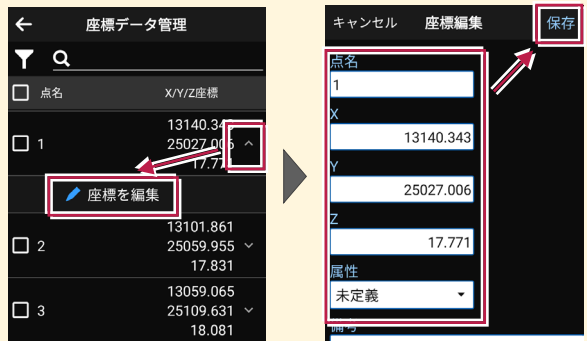 座標データ管理
点名 X/Y/Z座標
13140.343
1 25027.006
17.771
座標を編集
13101.861
2 25059.955
17.831
13059.065
3 25109.631
18.081
キャンセル 座標編集 保存
点名
1
X
13140.343
Y
25027.006
Z
17.771
属性
未定義
備考